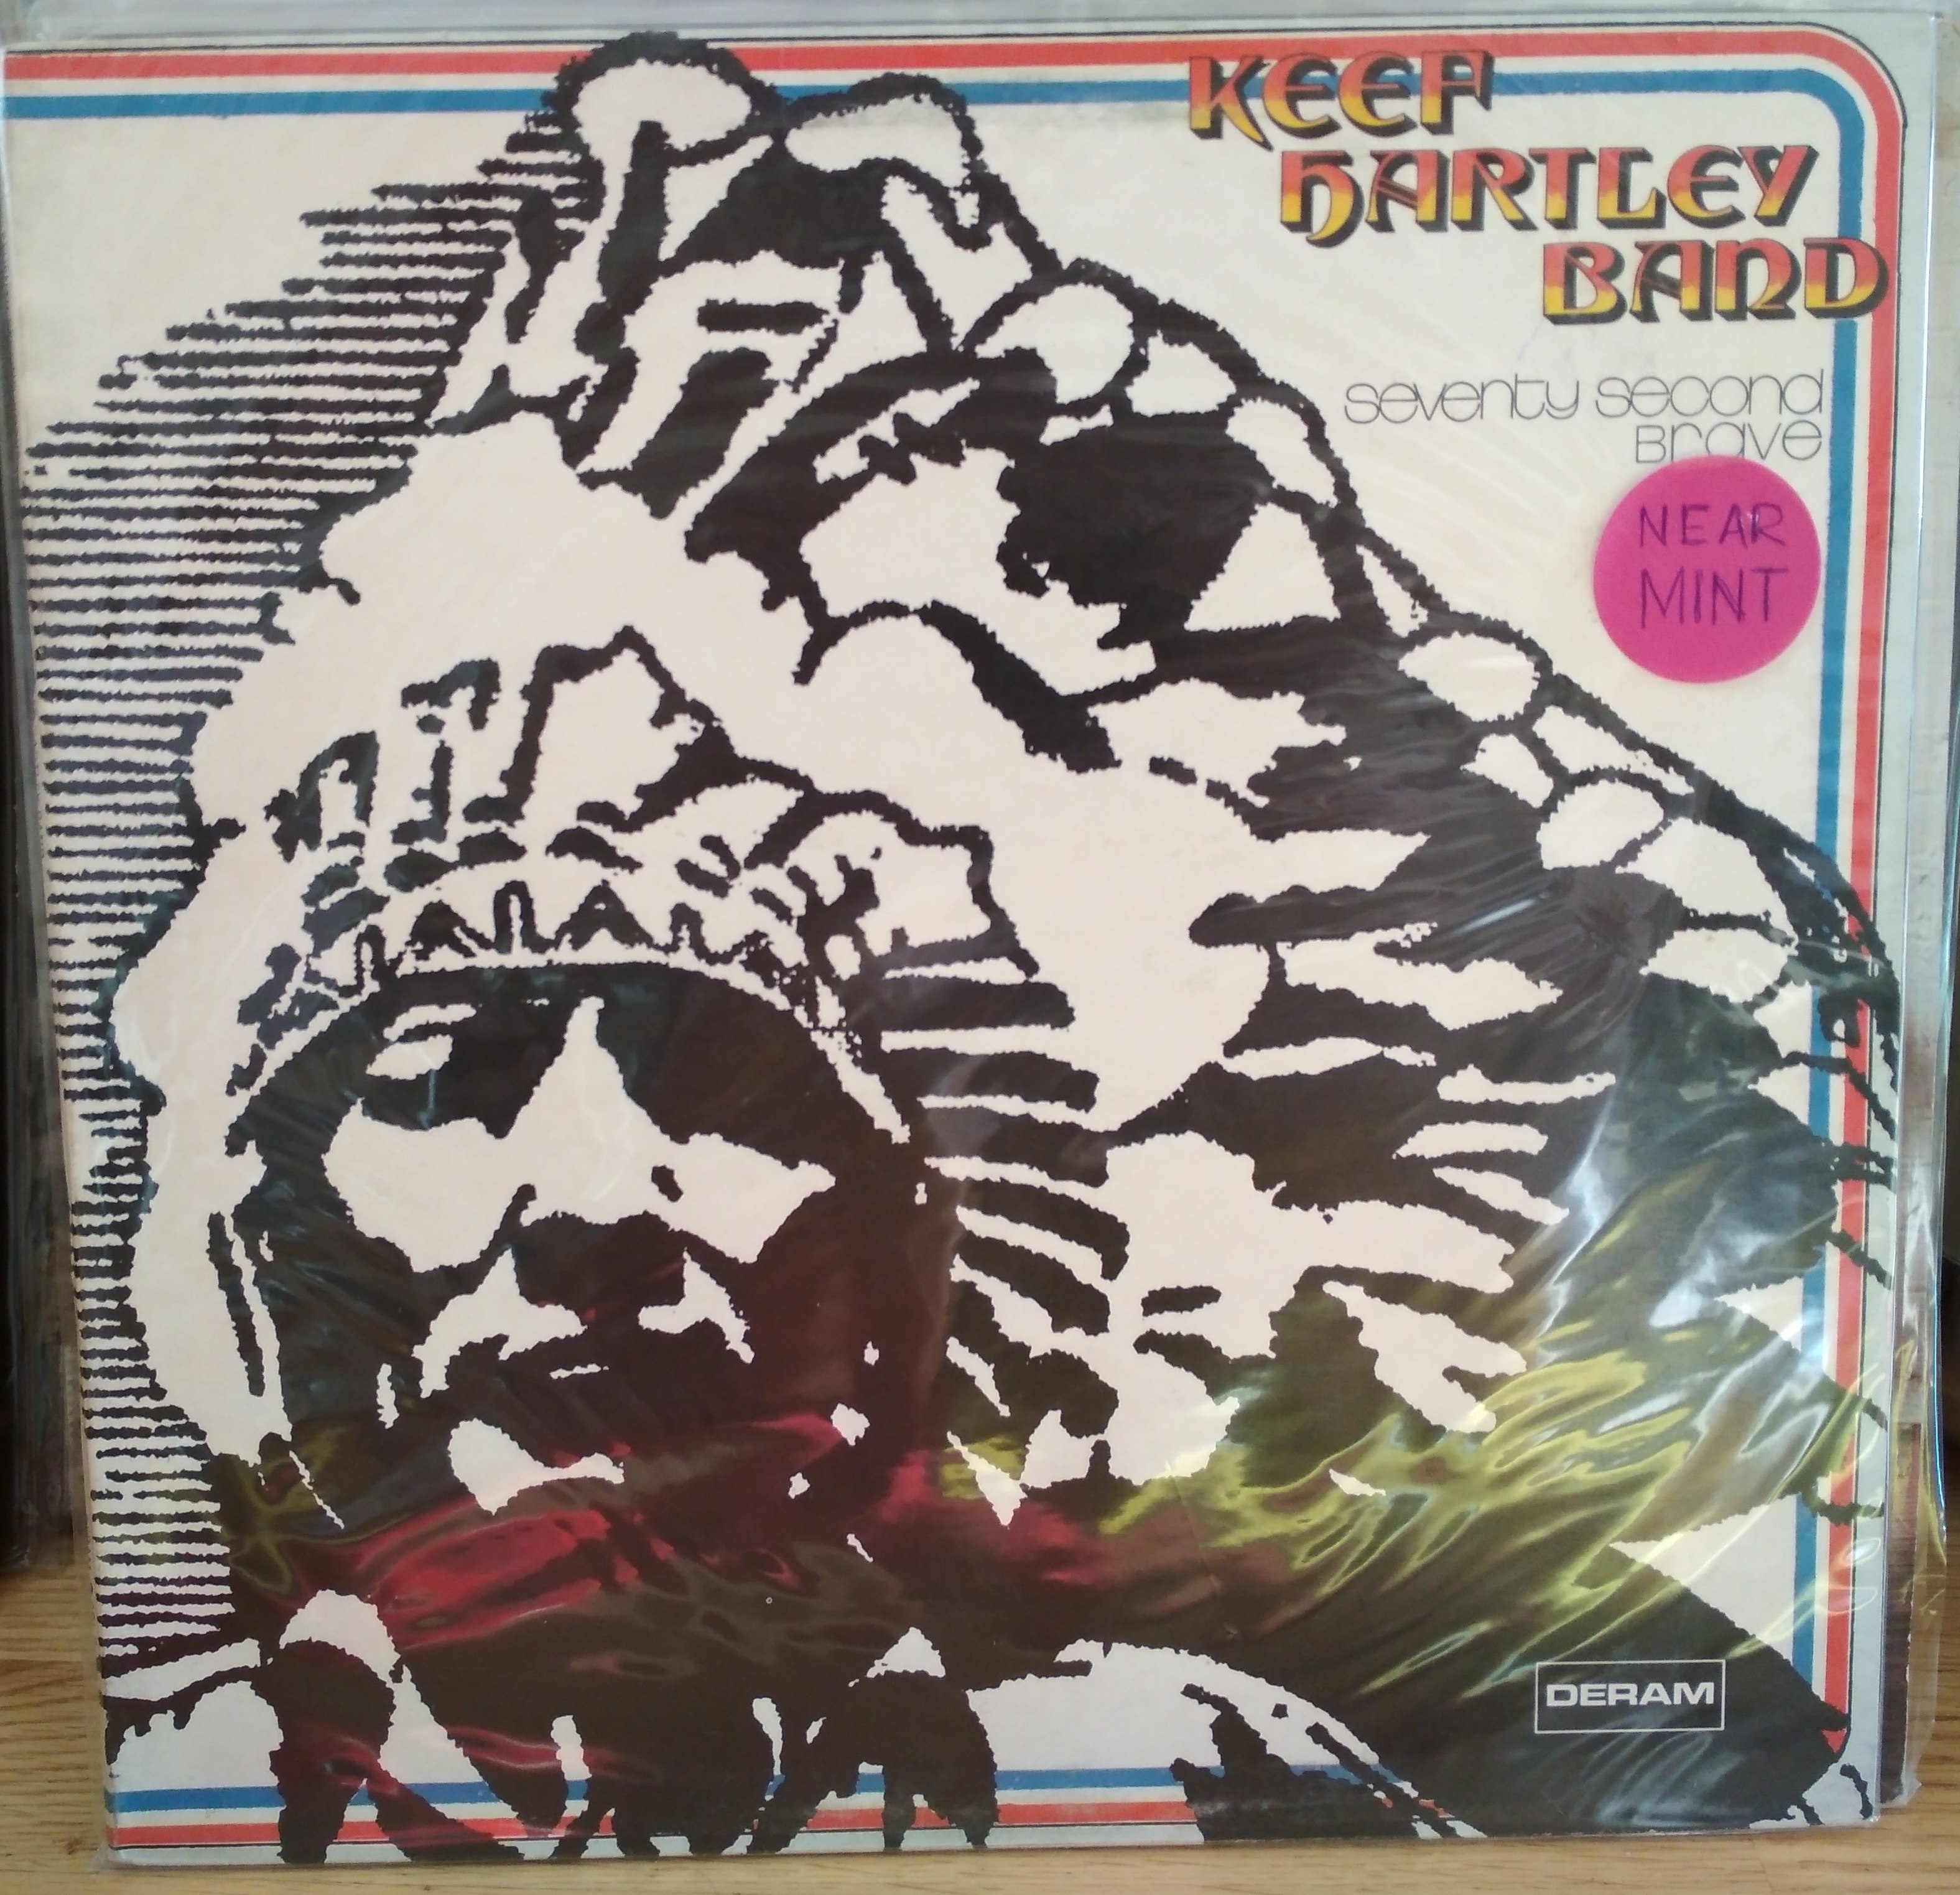 KEEF
HARTLEY
BAND
seventy second
Brave
NEAR
MINT
DERAM